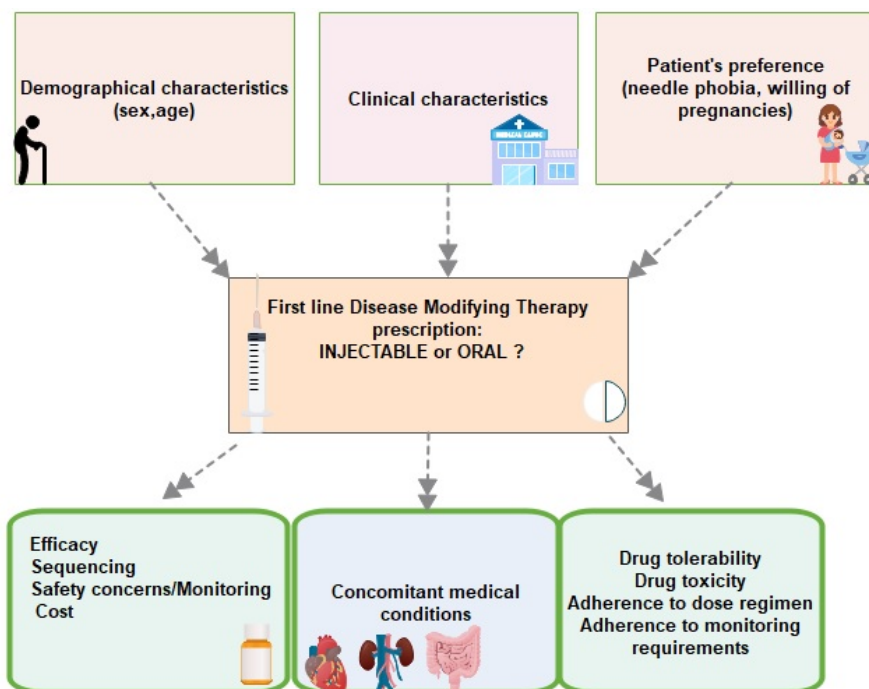 Demographical characteristics
(sex,age)
Clinical characteristics
MEDICAL CLINIC
Patient's preference
(needle phobia, willing of
pregnancies)
First line Disease Modifying Therapy
prescription:
INJECTABLE or ORAL ?
Efficacy
Sequencing
Safety concerns/Monitoring
Cost
Concomitant medical
conditions
Drug tolerability
Drug toxicity
Adherence to dose regimen
Adherence to monitoring
requirements